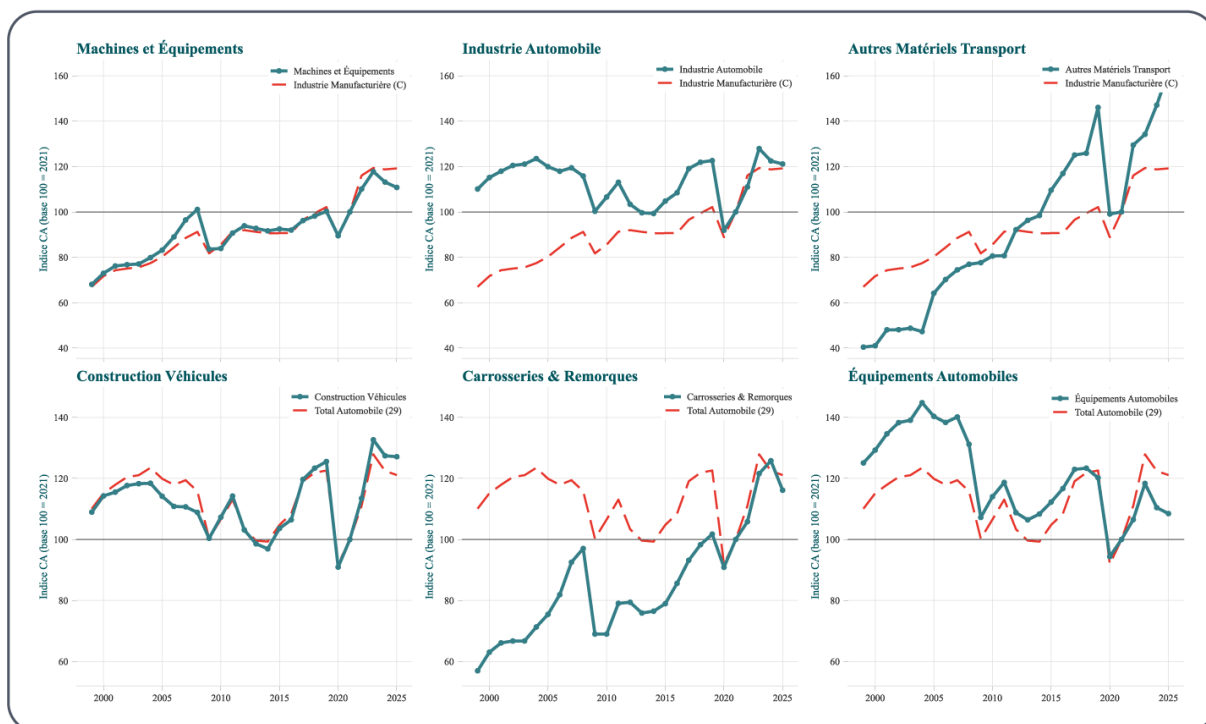 Machines et Équipements
Indice CA (base 100 = 2021)
160
140
120
100
80
60
40
Machines et Équipements
Industrie Manufacturière (C)
Industrie Automobile
Indice CA (base 100 = 2021)
160
140
120
100
80
60
40
Industrie Automobile
Industrie Manufacturière (C)
Autres Matériels Transport
Indice CA (base 100 = 2021)
160
140
120
100
80
60
40
Autres Matériels Transport
Industrie Manufacturière (C)
Construction Véhicules
Indice CA (base 100 = 2021)
140
120
100
80
60
Construction Véhicules
Total Automobile (29)
2000 2005 2010 2015 2020 2025
Carrosseries & Remorques
Indice CA (base 100 = 2021)
140
120
100
80
60
Carrosseries & Remorques
Total Automobile (29)
2000 2005 2010 2015 2020 2025
Équipements Automobiles
Indice CA (base 100 = 2021)
140
120
100
80
60
Équipements Automobiles
Total Automobile (29)
2000 2005 2010 2015 2020 2025